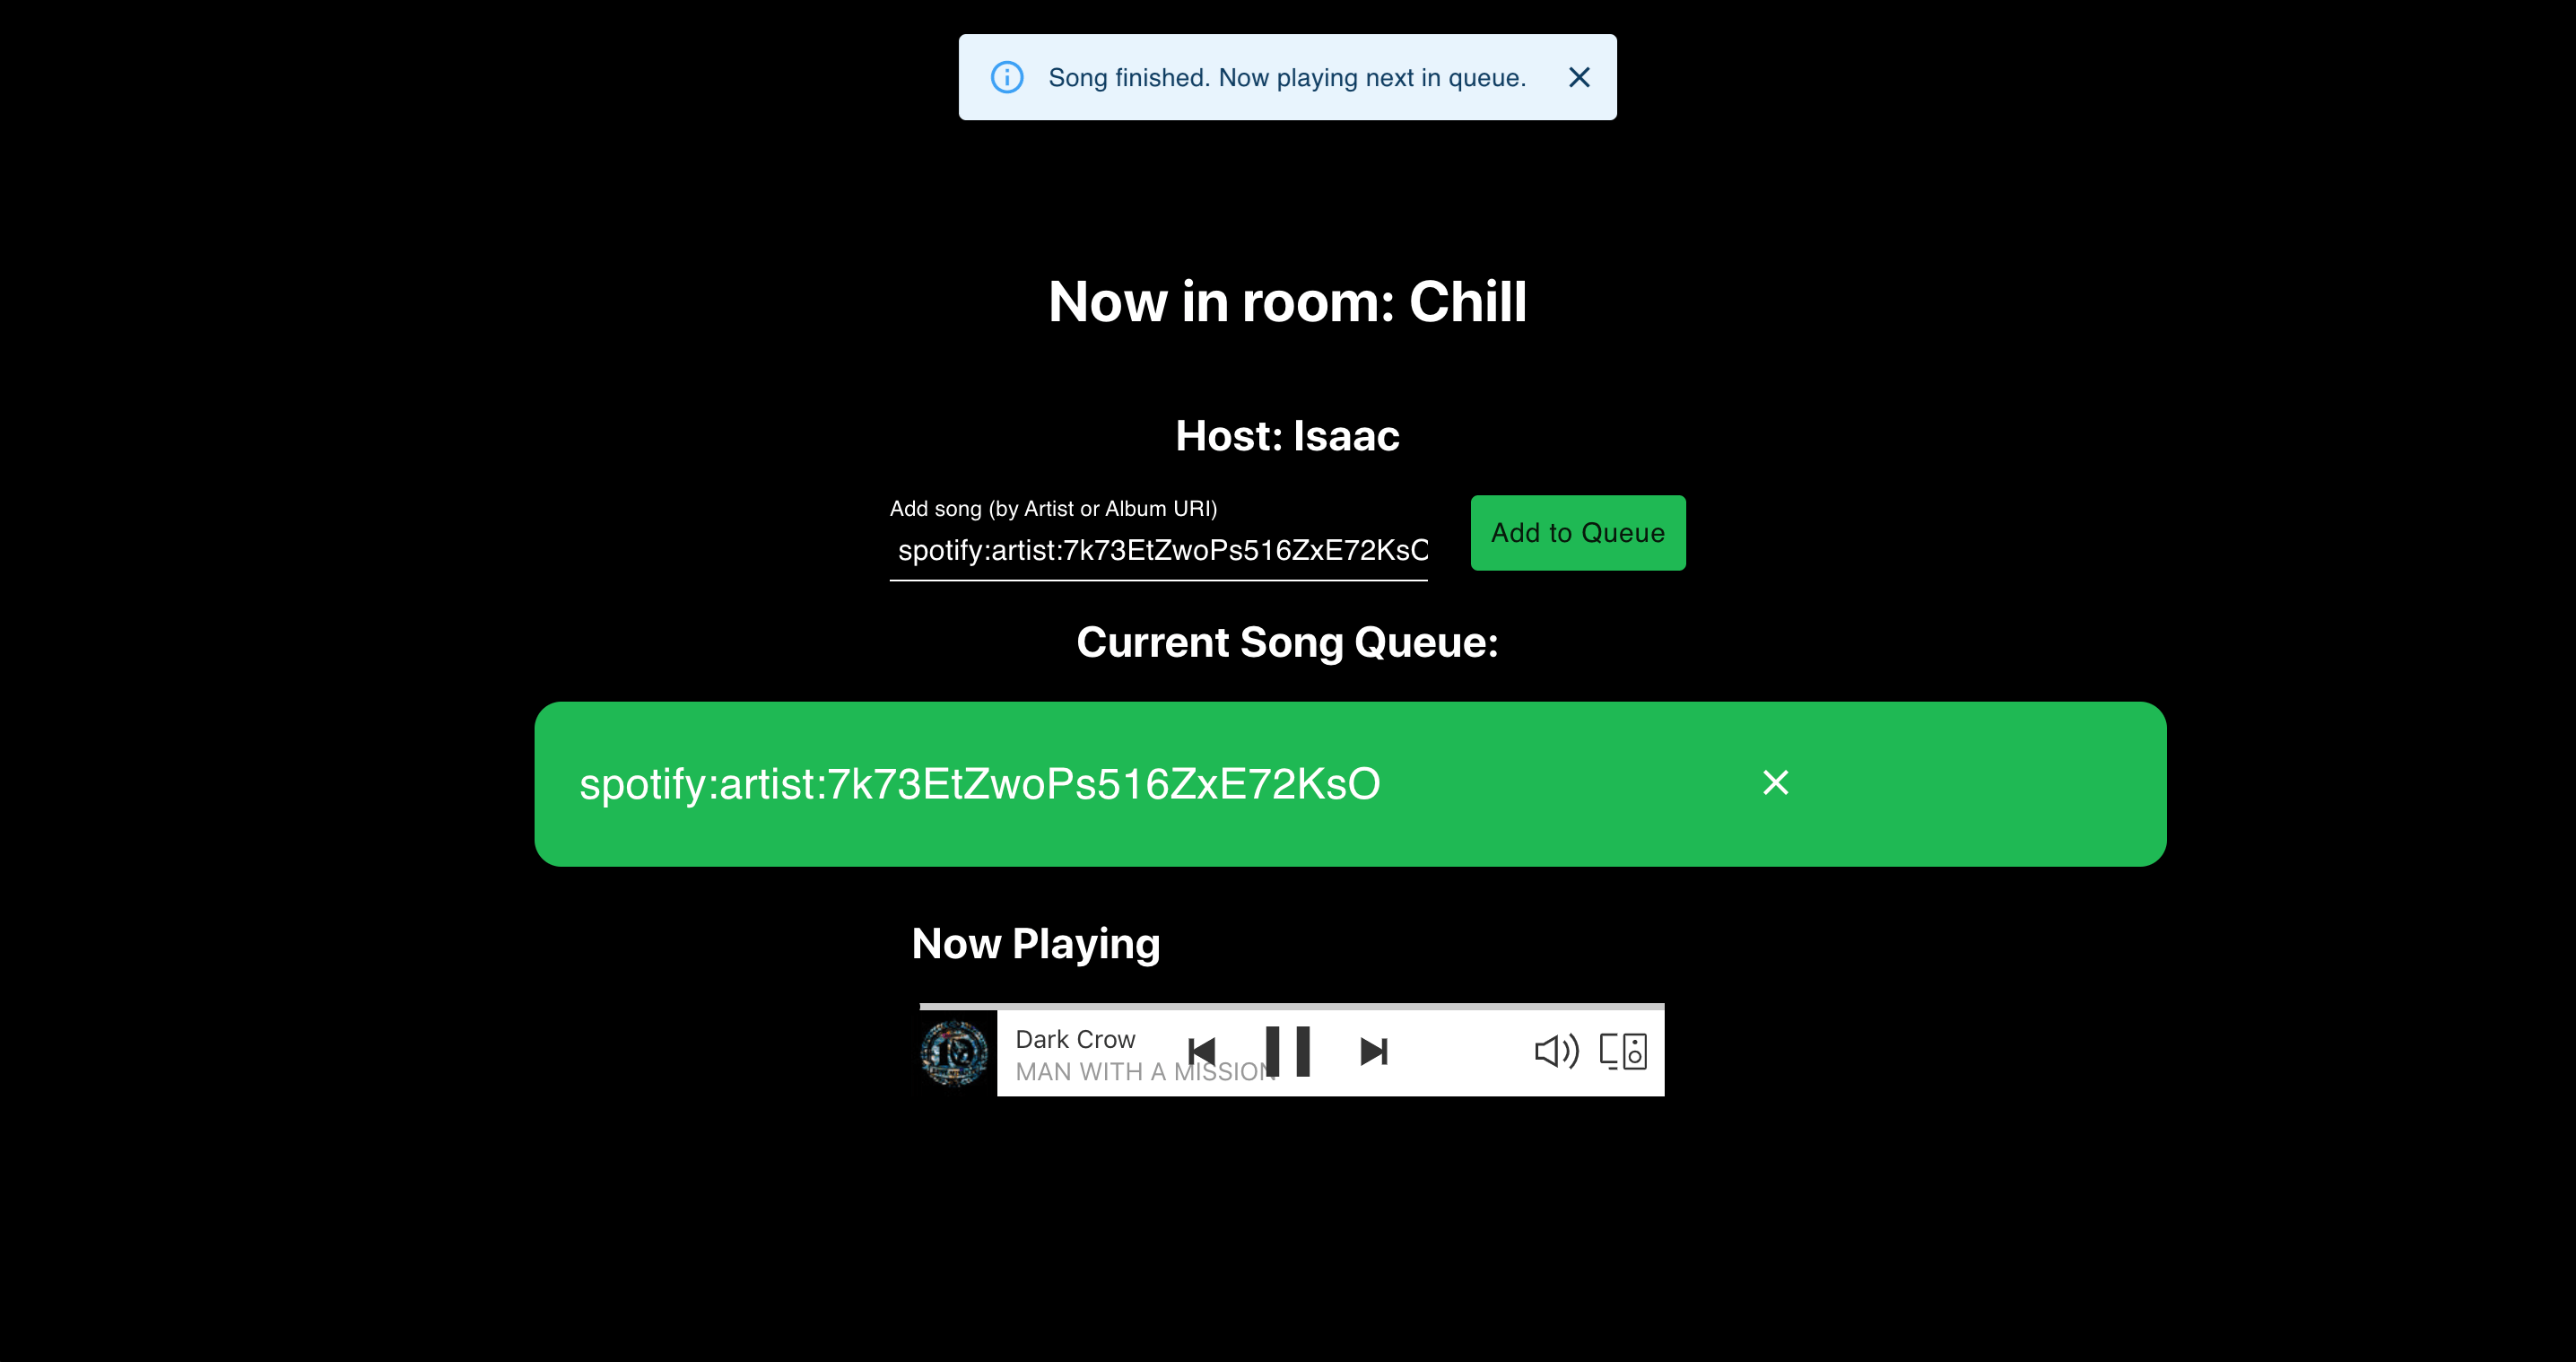 Song finished. Now playing next in queue.
Now in room: Chill
Host: Isaac
Add song (by Artist or Album URI)
spotify:artist:7k73EtZwoPs516ZxE72KsO
Add to Queue
Current Song Queue:
spotify:artist:7k73EtZwoPs516ZxE72KsO
Now Playing
Dark Crow
MAN WITH A MISSION